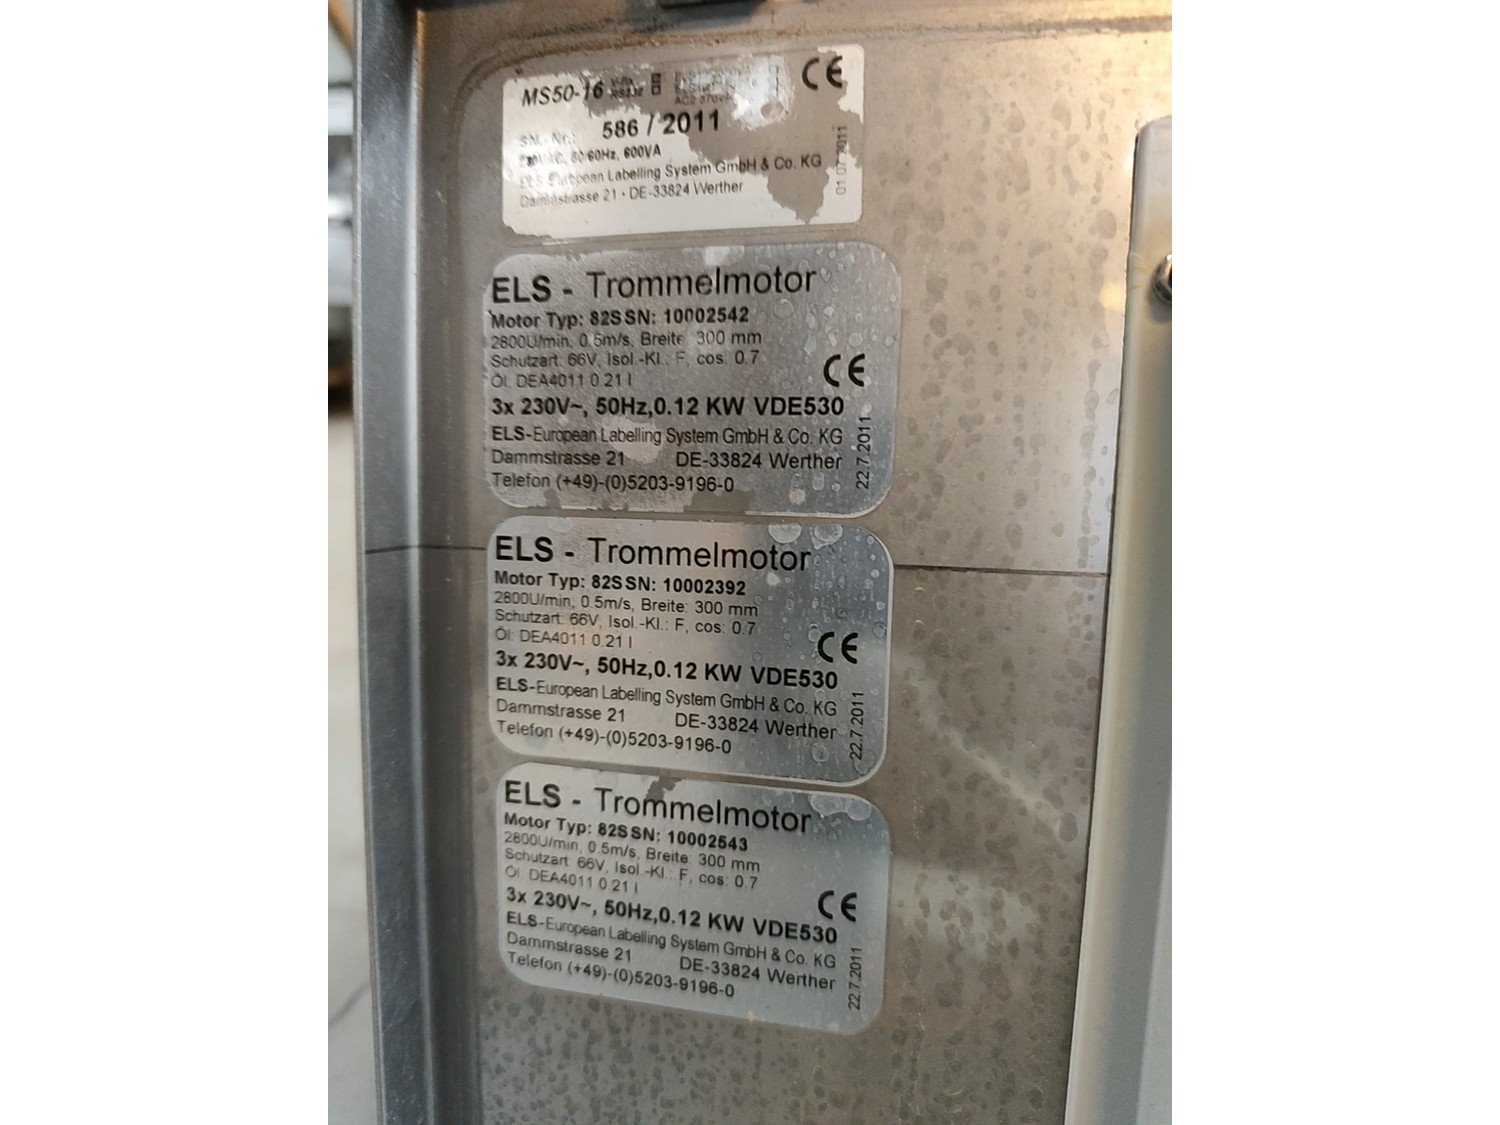 MS50-16
CE
586 / 2011
50/60Hz, 600VA
ELS-European Labelling System GmbH & Co. KG
Dammstrasse 21 · DE-33824 Werther
01.07.2011
ELS - Trommelmotor
Motor Typ: 82S SN: 10002542
2800U/min, 0.5m/s, Breite: 300 mm
Schutzart: 66V, Isol.-Kl.: F, cos: 0.7
Öl: DEA4011 0.21 l
CE
3x 230V~, 50Hz,0.12 KW VDE530
ELS-European Labelling System GmbH & Co. KG
Dammstrasse 21 DE-33824 Werther
Telefon (+49)-(0)5203-9196-0
22.7.2011
ELS - Trommelmotor
Motor Typ: 82S SN: 10002392
2800U/min, 0.5m/s, Breite: 300 mm
Schutzart: 66V, Isol.-Kl.: F, cos: 0.7
Öl: DEA4011 0.21 l
CE
3x 230V~, 50Hz,0.12 KW VDE530
ELS-European Labelling System GmbH & Co. KG
Dammstrasse 21 DE-33824 Werther
Telefon (+49)-(0)5203-9196-0
22.7.2011
ELS - Trommelmotor
Motor Typ: 82S SN: 10002543
2800U/min, 0.5m/s, Breite: 300 mm
Schutzart: 66V, Isol.-Kl.: F, cos: 0.7
Öl: DEA4011 0.21 l
CE
3x 230V~, 50Hz,0.12 KW VDE530
ELS-European Labelling System GmbH & Co. KG
Dammstrasse 21 DE-33824 Werther
Telefon (+49)-(0)5203-9196-0
22.7.2011